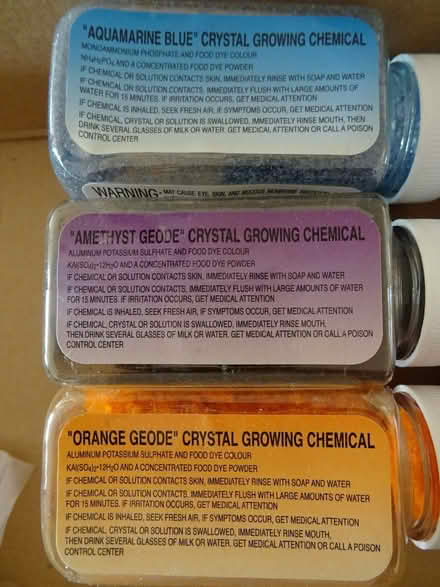 "AQUAMARINE BLUE" CRYSTAL GROWING CHEMICAL
MONOAMMONIUM PHOSPHATE AND FOOD DYE COLOUR
NH₄H₂PO₄ AND A CONCENTRATED FOOD DYE POWDER
IF CHEMICAL OR SOLUTION CONTACTS SKIN, IMMEDIATELY RINSE WITH SOAP AND WATER
IF CHEMICAL OR SOLUTION CONTACTS, IMMEDIATELY FLUSH WITH LARGE AMOUNTS OF
WATER FOR 15 MINUTES. IF IRRITATION OCCURS, GET MEDICAL ATTENTION
IF CHEMICAL IS INHALED, SEEK FRESH AIR, IF SYMPTOMS OCCUR, GET MEDICAL ATTENTION
IF CHEMICAL, CRYSTAL OR SOLUTION IS SWALLOWED, IMMEDIATELY RINSE MOUTH, THEN
DRINK SEVERAL GLASSES OF MILK OR WATER. GET MEDICAL ATTENTION OR CALL A POISON
CONTROL CENTER
WARNING- MAY CAUSE EYE, SKIN, AND MUCOUS MEMBRANE
"AMETHYST GEODE" CRYSTAL GROWING CHEMICAL
ALUMINUM POTASSIUM SULPHATE AND FOOD DYE COLOUR
KAl(SO₄)₂•12H₂O AND A CONCENTRATED FOOD DYE POWDER
IF CHEMICAL OR SOLUTION CONTACTS SKIN, IMMEDIATELY RINSE WITH SOAP AND WATER
IF CHEMICAL OR SOLUTION CONTACTS, IMMEDIATELY FLUSH WITH LARGE AMOUNTS OF WATER
FOR 15 MINUTES. IF IRRITATION OCCURS, GET MEDICAL ATTENTION
IF CHEMICAL IS INHALED, SEEK FRESH AIR, IF SYMPTOMS OCCUR, GET MEDICAL ATTENTION
IF CHEMICAL, CRYSTAL OR SOLUTION IS SWALLOWED, IMMEDIATELY RINSE MOUTH,
THEN DRINK SEVERAL GLASSES OF MILK OR WATER. GET MEDICAL ATTENTION OR CALL A POISON
CONTROL CENTER
"ORANGE GEODE" CRYSTAL GROWING CHEMICAL
ALUMINUM POTASSIUM SULPHATE AND FOOD DYE COLOUR
KAl(SO₄)₂•12H₂O AND A CONCENTRATED FOOD DYE POWDER
IF CHEMICAL OR SOLUTION CONTACTS SKIN, IMMEDIATELY RINSE WITH SOAP AND WATER
IF CHEMICAL OR SOLUTION CONTACTS, IMMEDIATELY FLUSH WITH LARGE AMOUNTS OF WATER
FOR 15 MINUTES. IF IRRITATION OCCURS, GET MEDICAL ATTENTION
IF CHEMICAL IS INHALED, SEEK FRESH AIR, IF SYMPTOMS OCCUR, GET MEDICAL ATTENTION
IF CHEMICAL, CRYSTAL OR SOLUTION IS SWALLOWED, IMMEDIATELY RINSE MOUTH,
THEN DRINK SEVERAL GLASSES OF MILK OR WATER. GET MEDICAL ATTENTION OR CALL A POISON
CONTROL CENTER